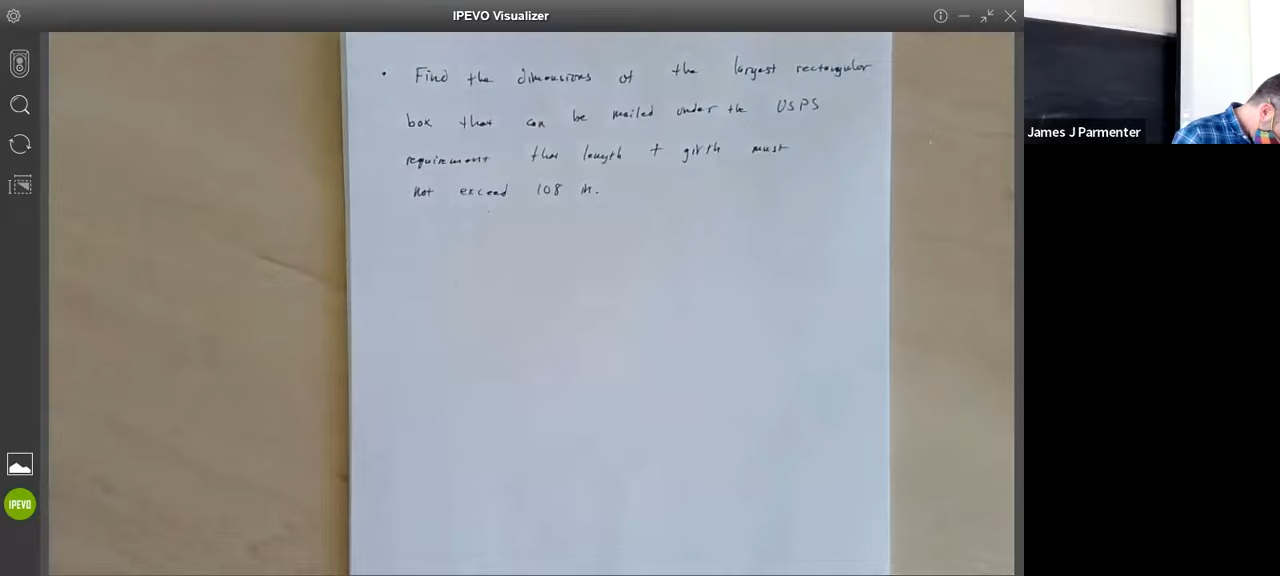 IPEVO Visualizer
• Find the dimensions of the largest rectangular
box that can be mailed under the USPS
requirement that length + girth must
not exceed 108 in.
James J Parmenter
IPEVO